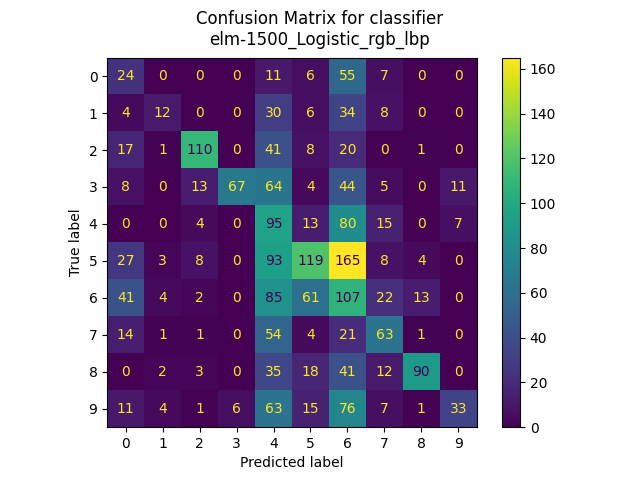 Confusion Matrix for classifier
elm-1500_Logistic_rgb_lbp
True label
0 24 0 0 0 11 6 55 7 0 0
1 4 12 0 0 30 6 34 8 0 0
2 17 1 110 0 41 8 20 0 1 0
3 8 0 13 67 64 4 44 5 0 11
4 0 0 4 0 95 13 80 15 0 7
5 27 3 8 0 93 119 165 8 4 0
6 41 4 2 0 85 61 107 22 13 0
7 14 1 1 0 54 4 21 63 1 0
8 0 2 3 0 35 18 41 12 90 0
9 11 4 1 6 63 15 76 7 1 33
0 1 2 3 4 5 6 7 8 9
Predicted label
160
140
120
100
80
60
40
20
0